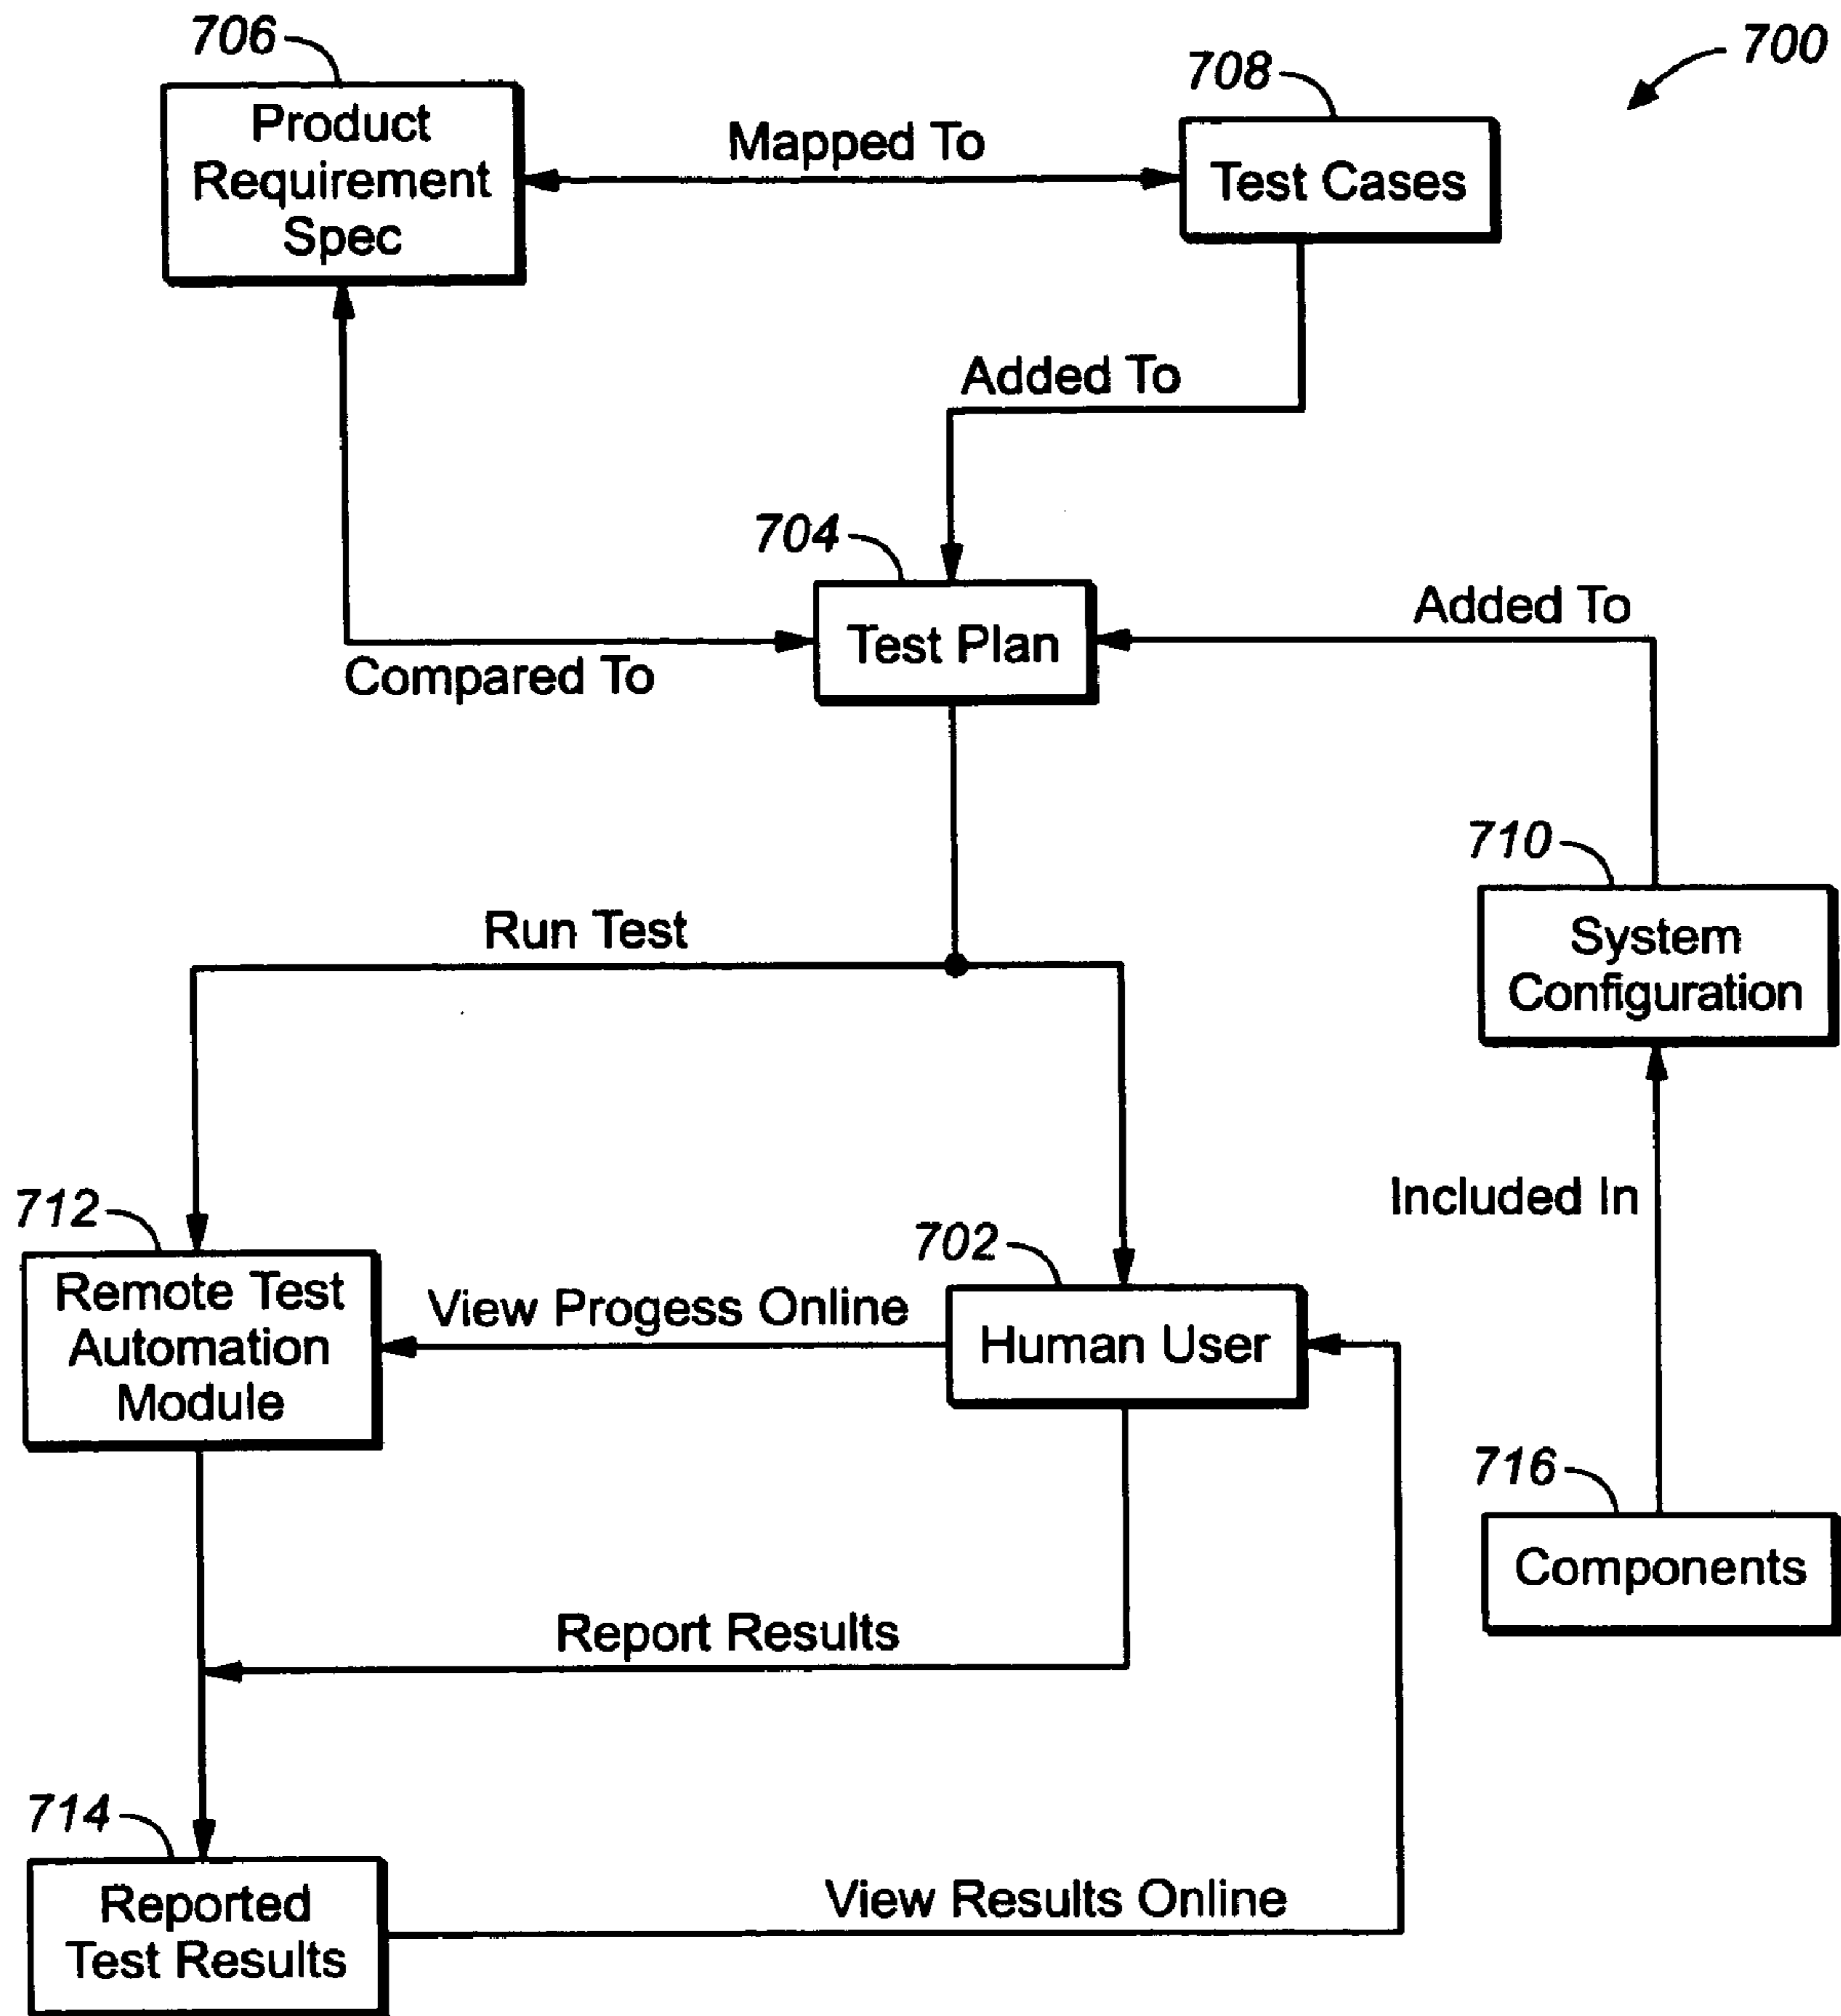 706
Product
Requirement
Spec
Mapped To
708
Test Cases
700
Added To
704
Test Plan
Compared To
Added To
710
System
Configuration
Run Test
712
Remote Test
Automation
Module
View Progess Online
702
Human User
Included In
716
Components
Report Results
714
Reported
Test Results
View Results Online